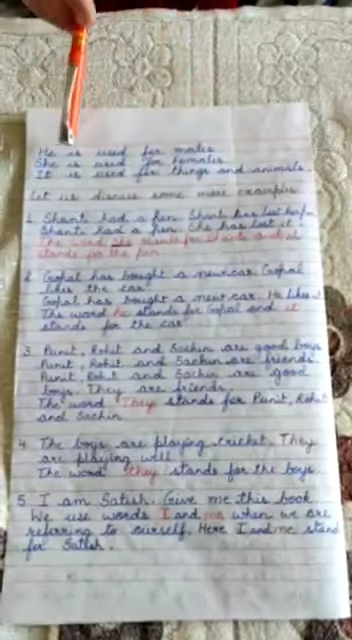 He is used for males.
She is used for females
It is used for things and animals.
Let us discuss some more examples
1. Shanti had a pen. Shanti has lost her pen
Shanti had a pen. She has lost it
The word she stands for Shanti and it
stands for the pen
2. Gopal has bought a new car. Gopal
likes the car.
Gopal has bought a new car. He likes it
The word he stands for Gopal and it
stands for the car
3. Punit, Rohit and Sachin are good boys
Punit, Rohit and Sachin are friends.
Punit, Rohit and Sachin are good
boys. They are friends.
The word They stands for Punit, Rohit
and Sachin
4. The boys are playing cricket. They
are playing well.
The word they stands for the boys
5. I am Satish. Give me this book
We use words I and me when we are
referring to ourself. Here I and me stand
for Satish.